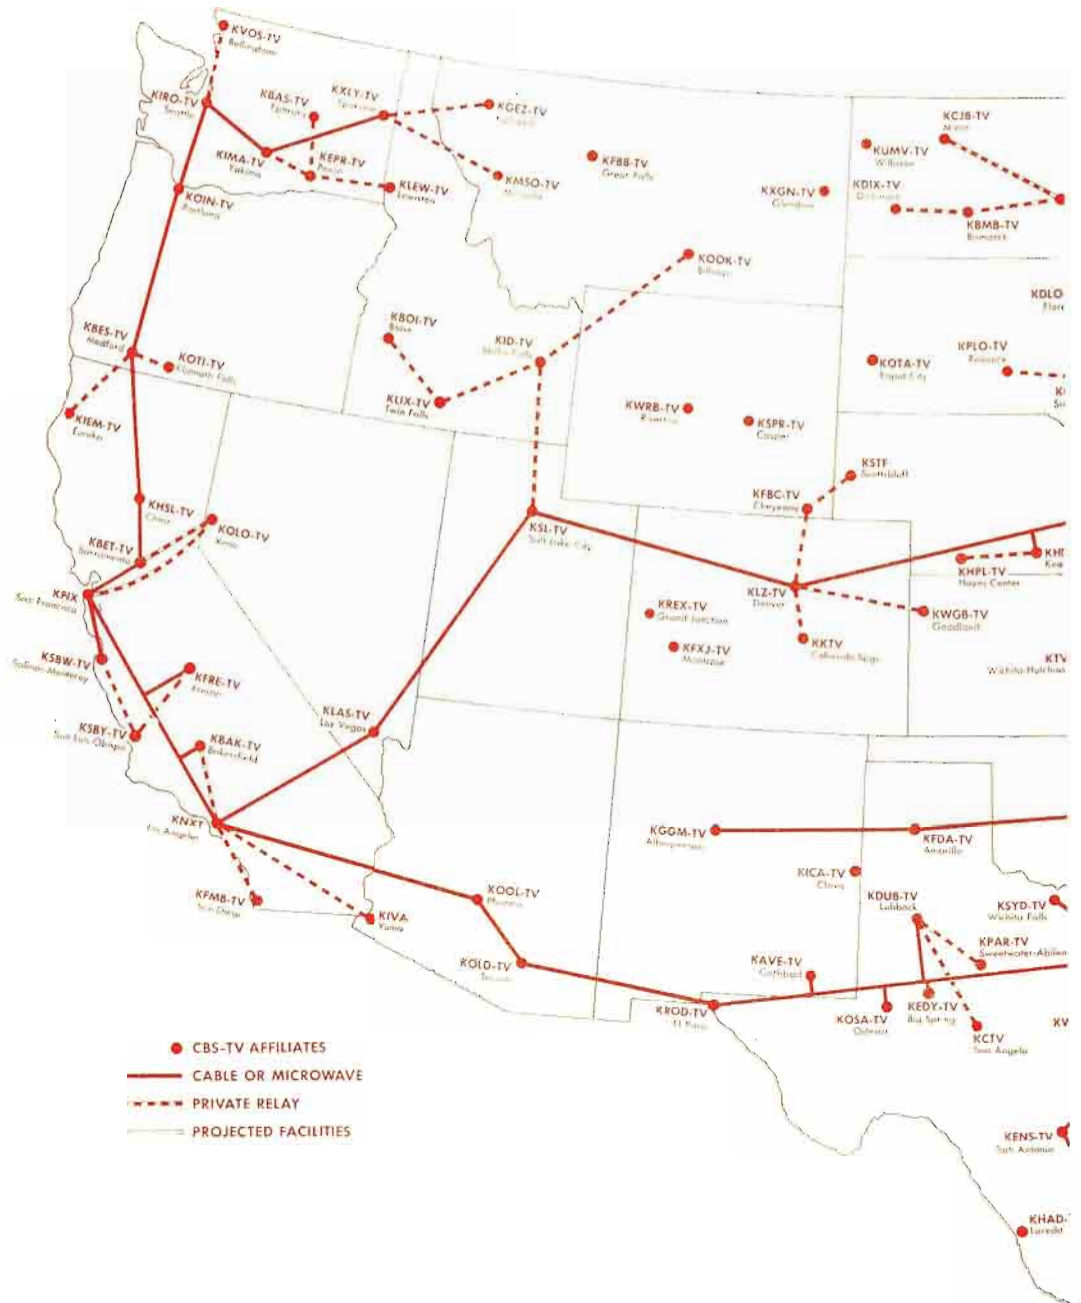 KVOS-TV
Bellingham
KIRO-TV
Seattle
KBAS-TV
Ephrata
KXLY-TV
Spokane
KGEZ-TV
Kalispell
KIMA-TV
Yakima
KEPR-TV
Pasco
KLEW-TV
Lewiston
KMSO-TV
Missoula
KFBB-TV
Great Falls
KXGN-TV
Glendive
KUMV-TV
Williston
KCJB-TV
Minot
KDIX-TV
Dickinson
KBMB-TV
Bismarck
KOIN-TV
Portland
KOOK-TV
Billings
KDLO
KBES-TV
Medford
KOTI-TV
Klamath Falls
KBOI-TV
Boise
KID-TV
Idaho Falls
KLIX-TV
Twin Falls
KOTA-TV
Rapid City
KPLO-TV
Reliance
KIEM-TV
Eureka
KWRB-TV
Riverton
KSPR-TV
Casper
KSTF
Scottsbluff
KFBC-TV
Cheyenne
KHSL-TV
Chico
KOLO-TV
Reno
KBET-TV
Sacramento
KSL-TV
Salt Lake City
KHPL-TV
Hayes Center
KPIX
San Francisco
KLZ-TV
Denver
KREX-TV
Grand Junction
KWGB-TV
Goodland
KFXJ-TV
Montrose
KKTV
Colorado Spgs
KTV
Wichita-Hutchins
KSBW-TV
Salinas-Monterey
KFRE-TV
Fresno
KSBY-TV
San Luis Obispo
KBAK-TV
Bakersfield
KLAS-TV
Las Vegas
KNXT
Los Angeles
KGGM-TV
Albuquerque
KFDA-TV
Amarillo
KICA-TV
Clovis
KDUB-TV
Lubbock
KSYD-TV
Wichita Falls
KFMB-TV
San Diego
KIVA
Yuma
KOOL-TV
Phoenix
KOLD-TV
Tucson
KAVE-TV
Carlsbad
KPAR-TV
Sweetwater-Abilen
KROD-TV
El Paso
KOSA-TV
Odessa
KEDY-TV
Big Spring
KCTV
San Angelo
KENS-TV
San Antonio
KHAD-
Laredo
CBS-TV AFFILIATES
CABLE OR MICROWAVE
PRIVATE RELAY
PROJECTED FACILITIES